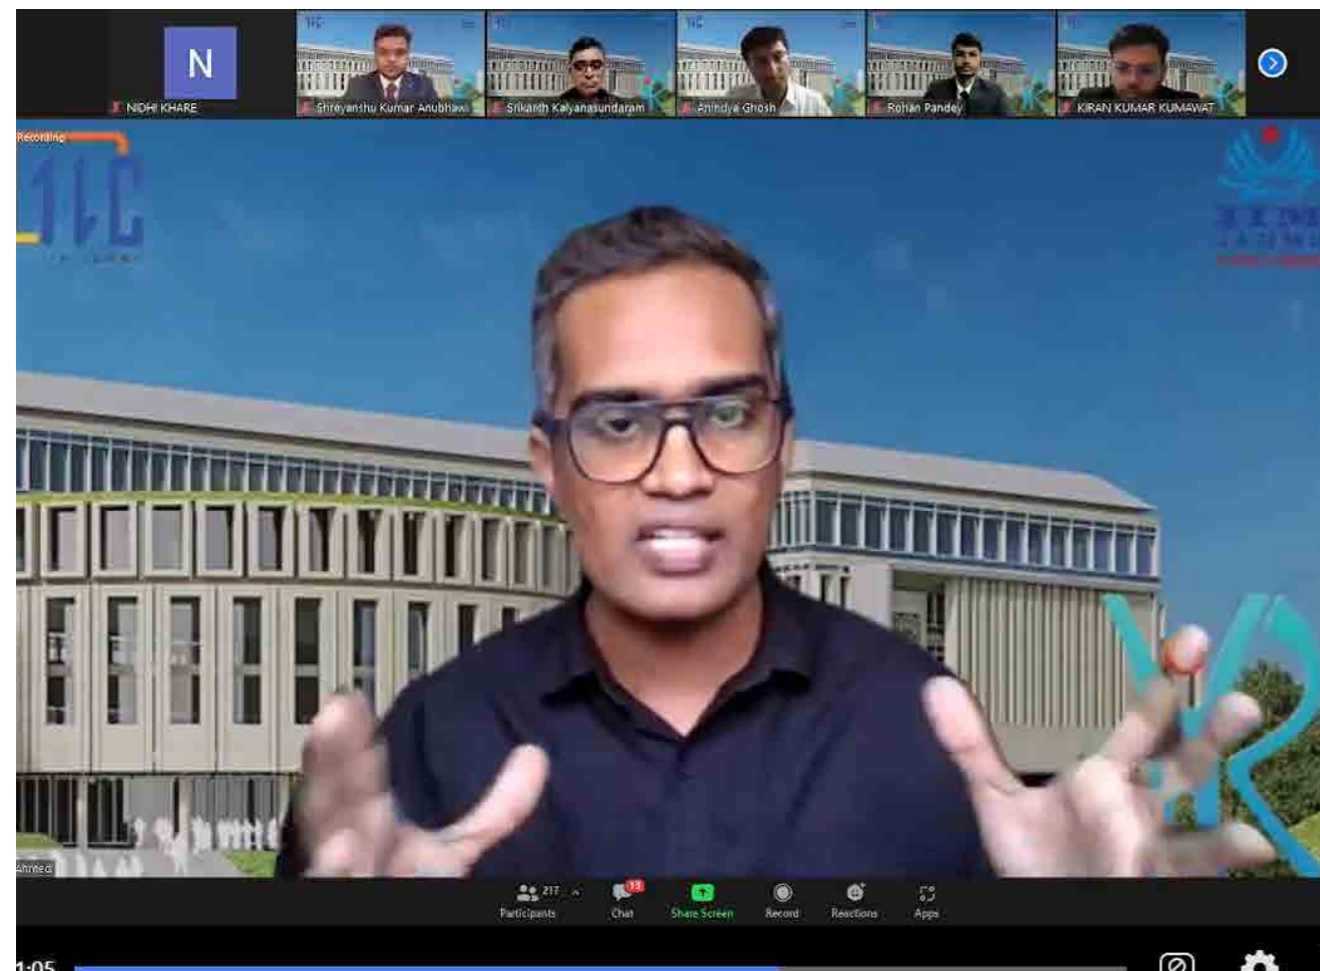 N
NIDHI KHARE
Shreyanshu Kumar Anubhaw
Srikanth Kalyanasundaram
Anindya Ghosh
Rohan Pandey
KIRAN KUMAR KUMAWAT
Recording
Ahmed
217
Participants
13
Chat
Share Screen
Record
Reactions
Apps
1:05